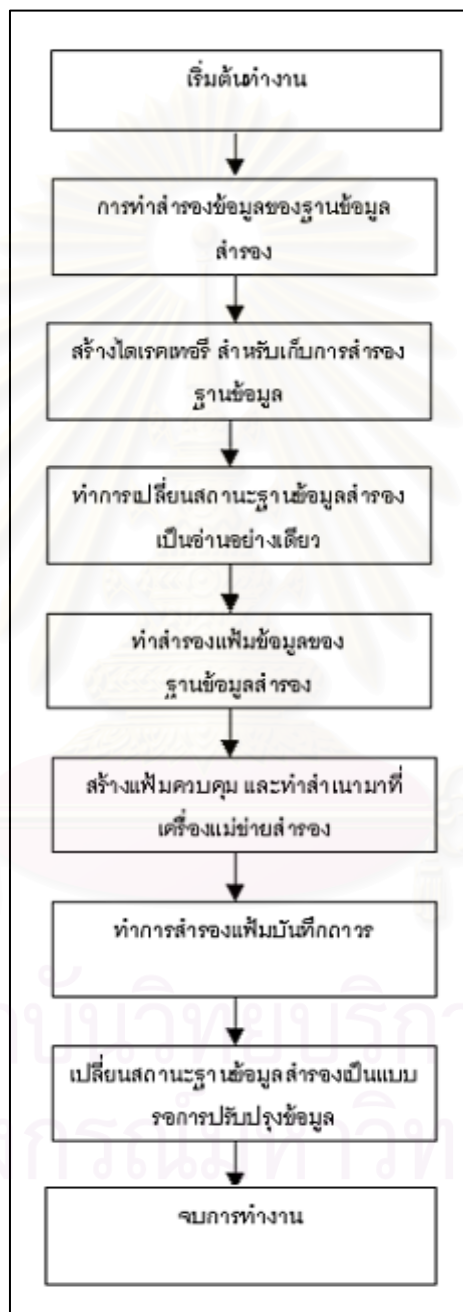 เริ่มต้นทำงาน
การทำสำรองข้อมูลของฐานข้อมูล
สำรอง
สร้างไดเรคเทอรี สำหรับเก็บการสำรอง
ฐานข้อมูล
ทำการเปลี่ยนสถานะฐานข้อมูลสำรอง
เป็นอ่านอย่างเดียว
ทำสำรองแฟ้มข้อมูลของ
ฐานข้อมูลสำรอง
สร้างแฟ้มควบคุม และทำสำเนามาที่
เครื่องแม่ข่ายสำรอง
ทำการสำรองแฟ้มบันทึกถาวร
เปลี่ยนสถานะฐานข้อมูลสำรองเป็นแบบ
รอการปรับปรุงข้อมูล
จบการทำงาน